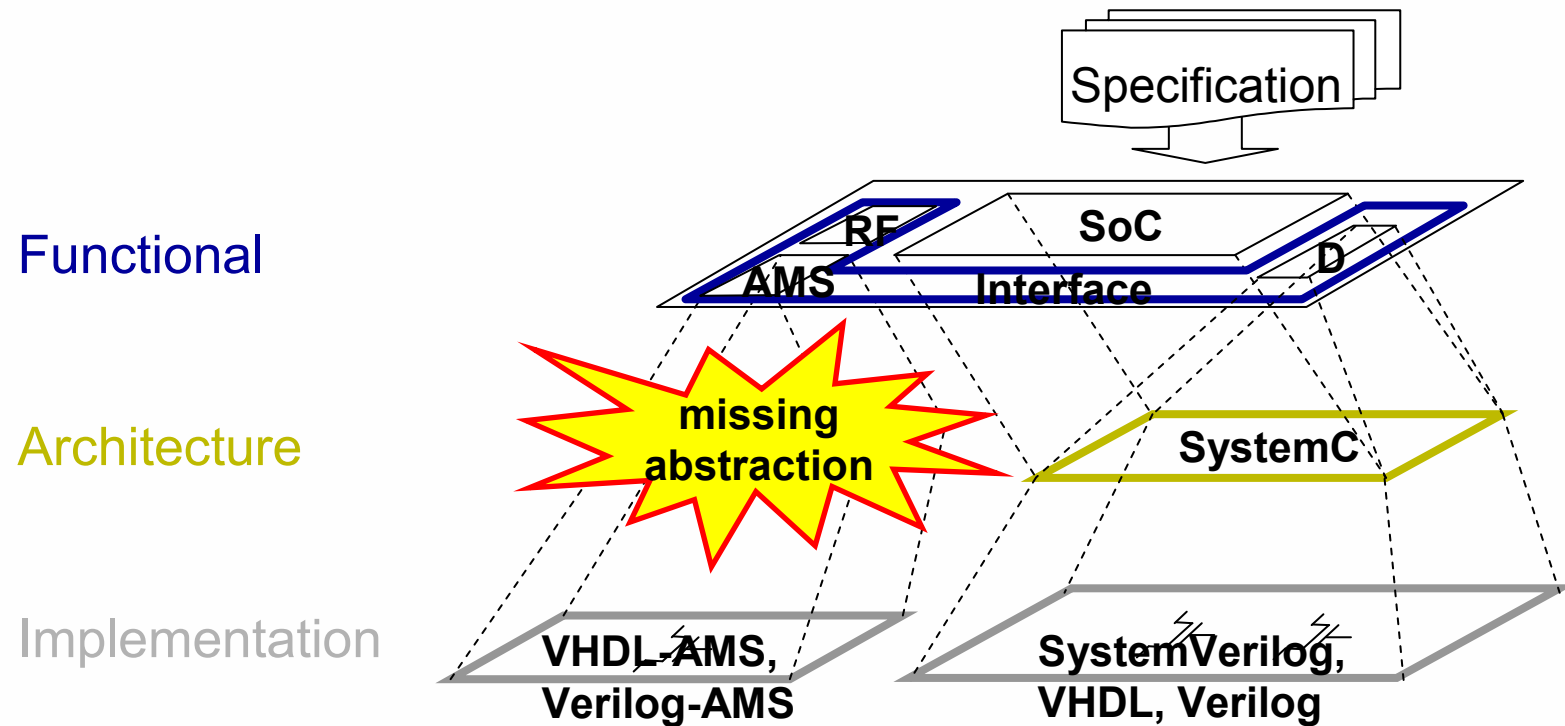 Specification
Functional
RF
SoC
D
AMS
Interface
Architecture
missing
abstraction
SystemC
Implementation
VHDL-AMS,
Verilog-AMS
SystemVerilog,
VHDL, Verilog